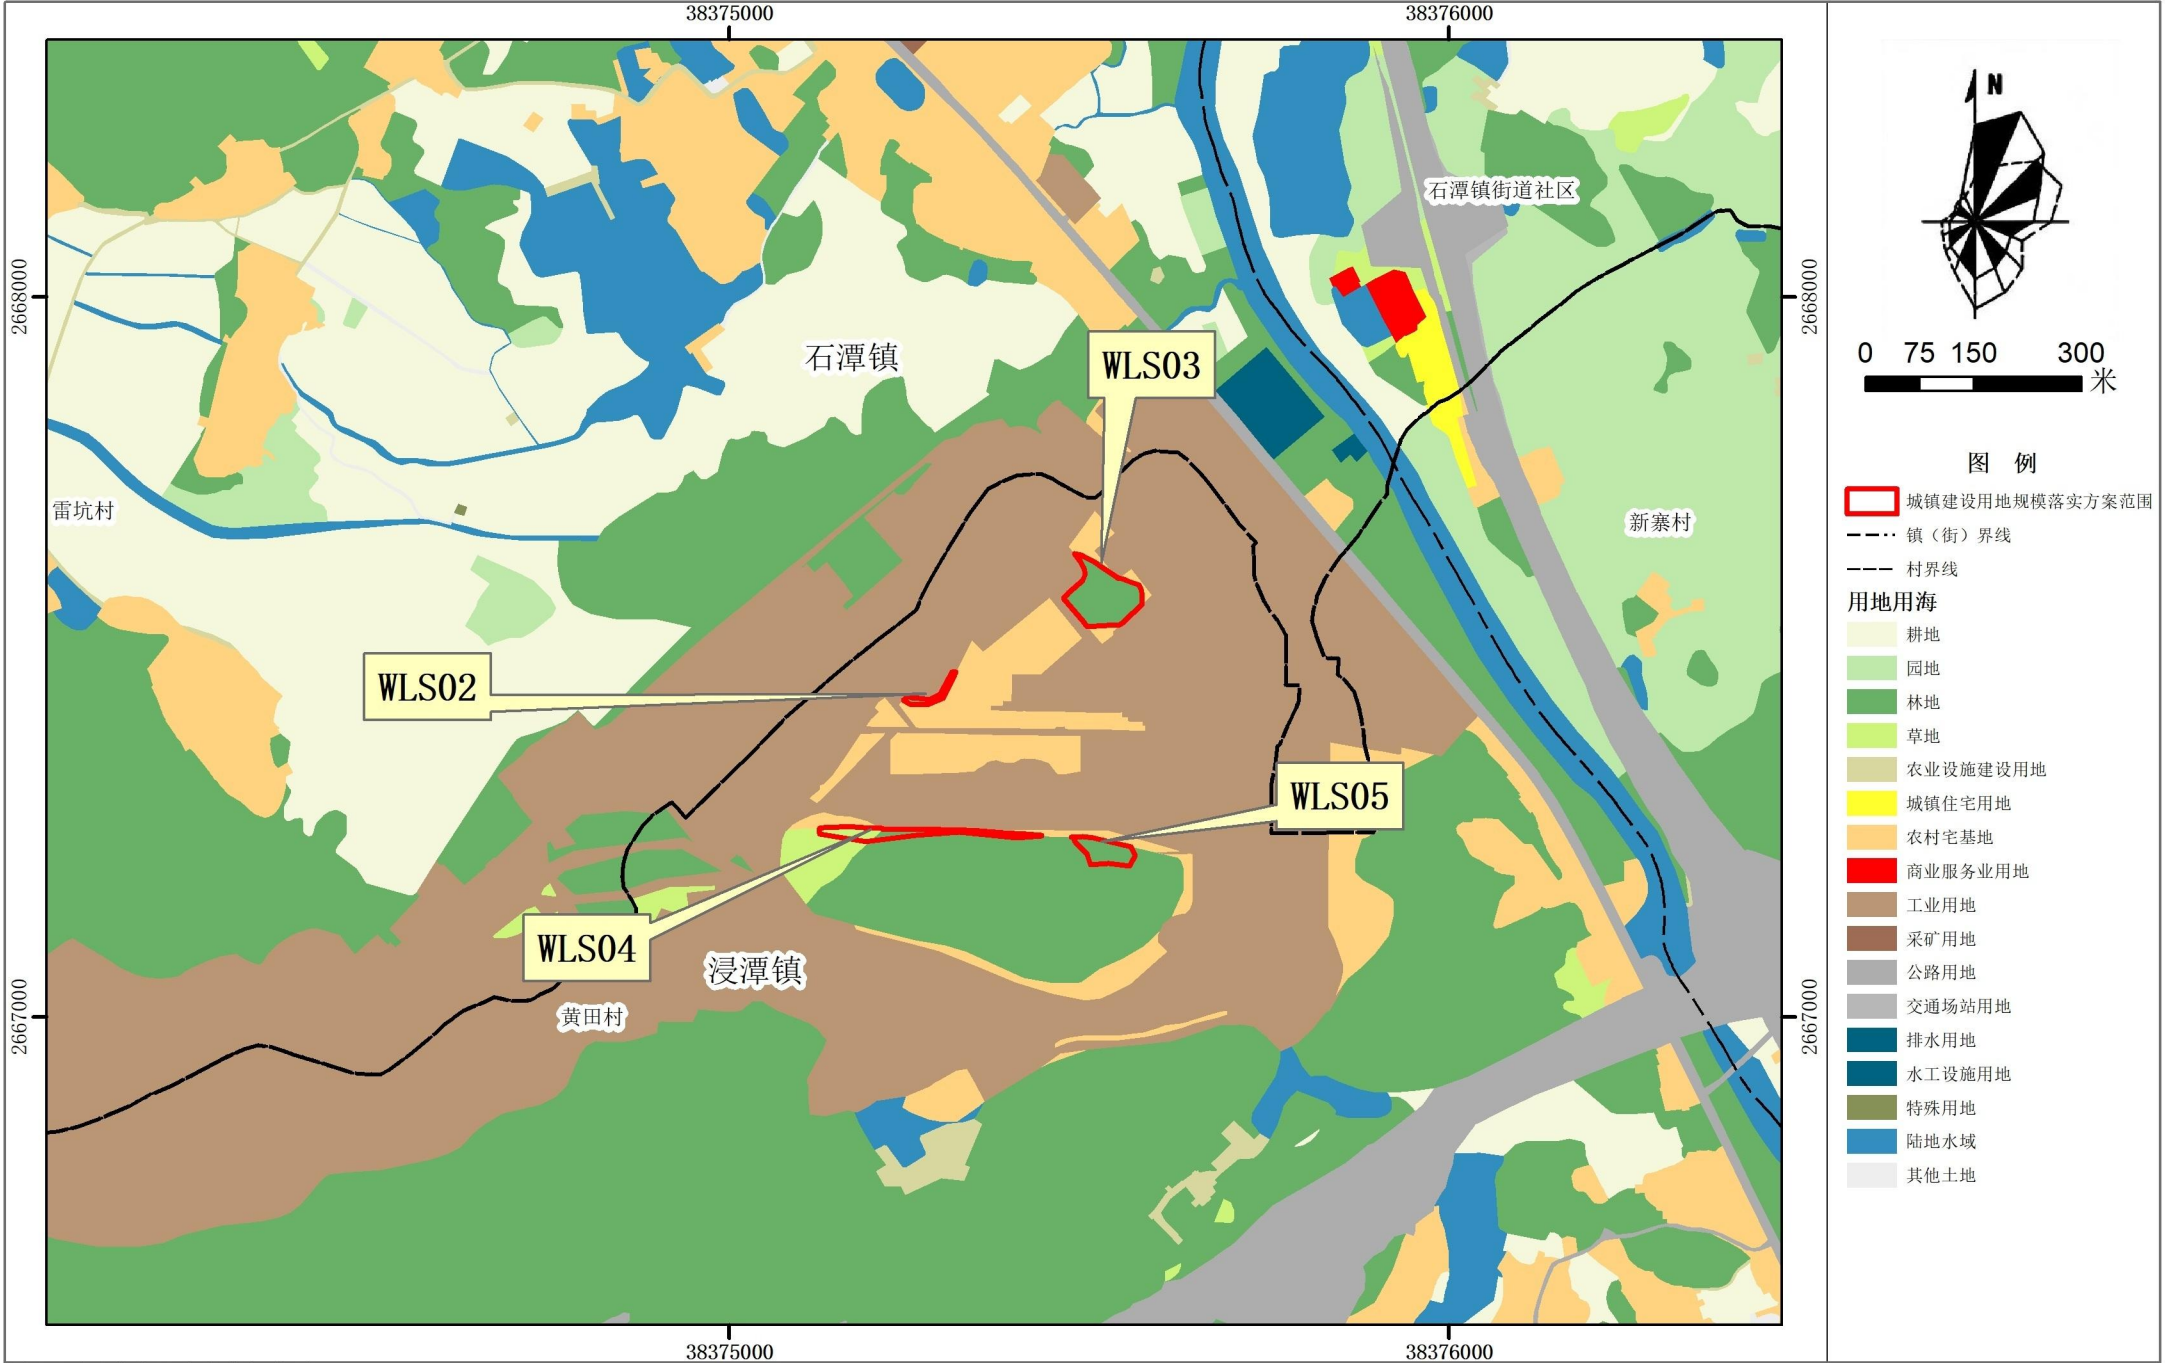 38375000
38376000
N
石潭镇街道社区
2668000
2668000
0 75 150 300
米
石潭镇
WLS03
图 例
城镇建设用地规模落实方案范围
雷坑村
新寨村
镇（街）界线
村界线
用地用海
耕地
园地
WLS02
林地
草地
农业设施建设用地
WLS05
城镇住宅用地
农村宅基地
商业服务业用地
工业用地
WLS04
采矿用地
浸潭镇
公路用地
2667000
黄田村
2667000
交通场站用地
排水用地
水工设施用地
特殊用地
陆地水域
其他土地
38375000
38376000